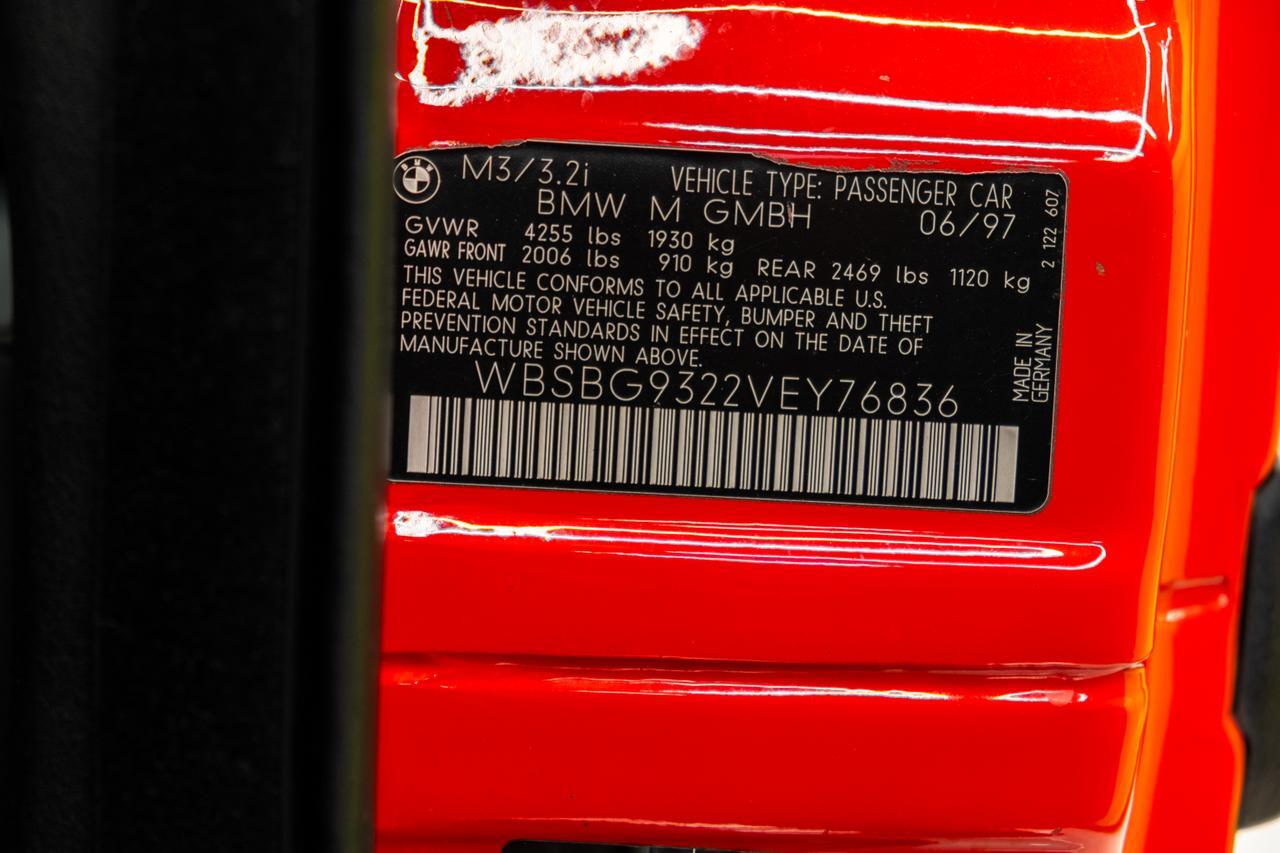 BMW
M3/3.2i
VEHICLE TYPE: PASSENGER CAR
BMW M GMBH 06/97
GVWR 4255 lbs 1930 kg
GAWR FRONT 2006 lbs 910 kg REAR 2469 lbs 1120 kg
THIS VEHICLE CONFORMS TO ALL APPLICABLE U.S.
FEDERAL MOTOR VEHICLE SAFETY, BUMPER AND THEFT
PREVENTION STANDARDS IN EFFECT ON THE DATE OF
MANUFACTURE SHOWN ABOVE.
WBSBG9322VEY76836
2 122 607
MADE IN
GERMANY